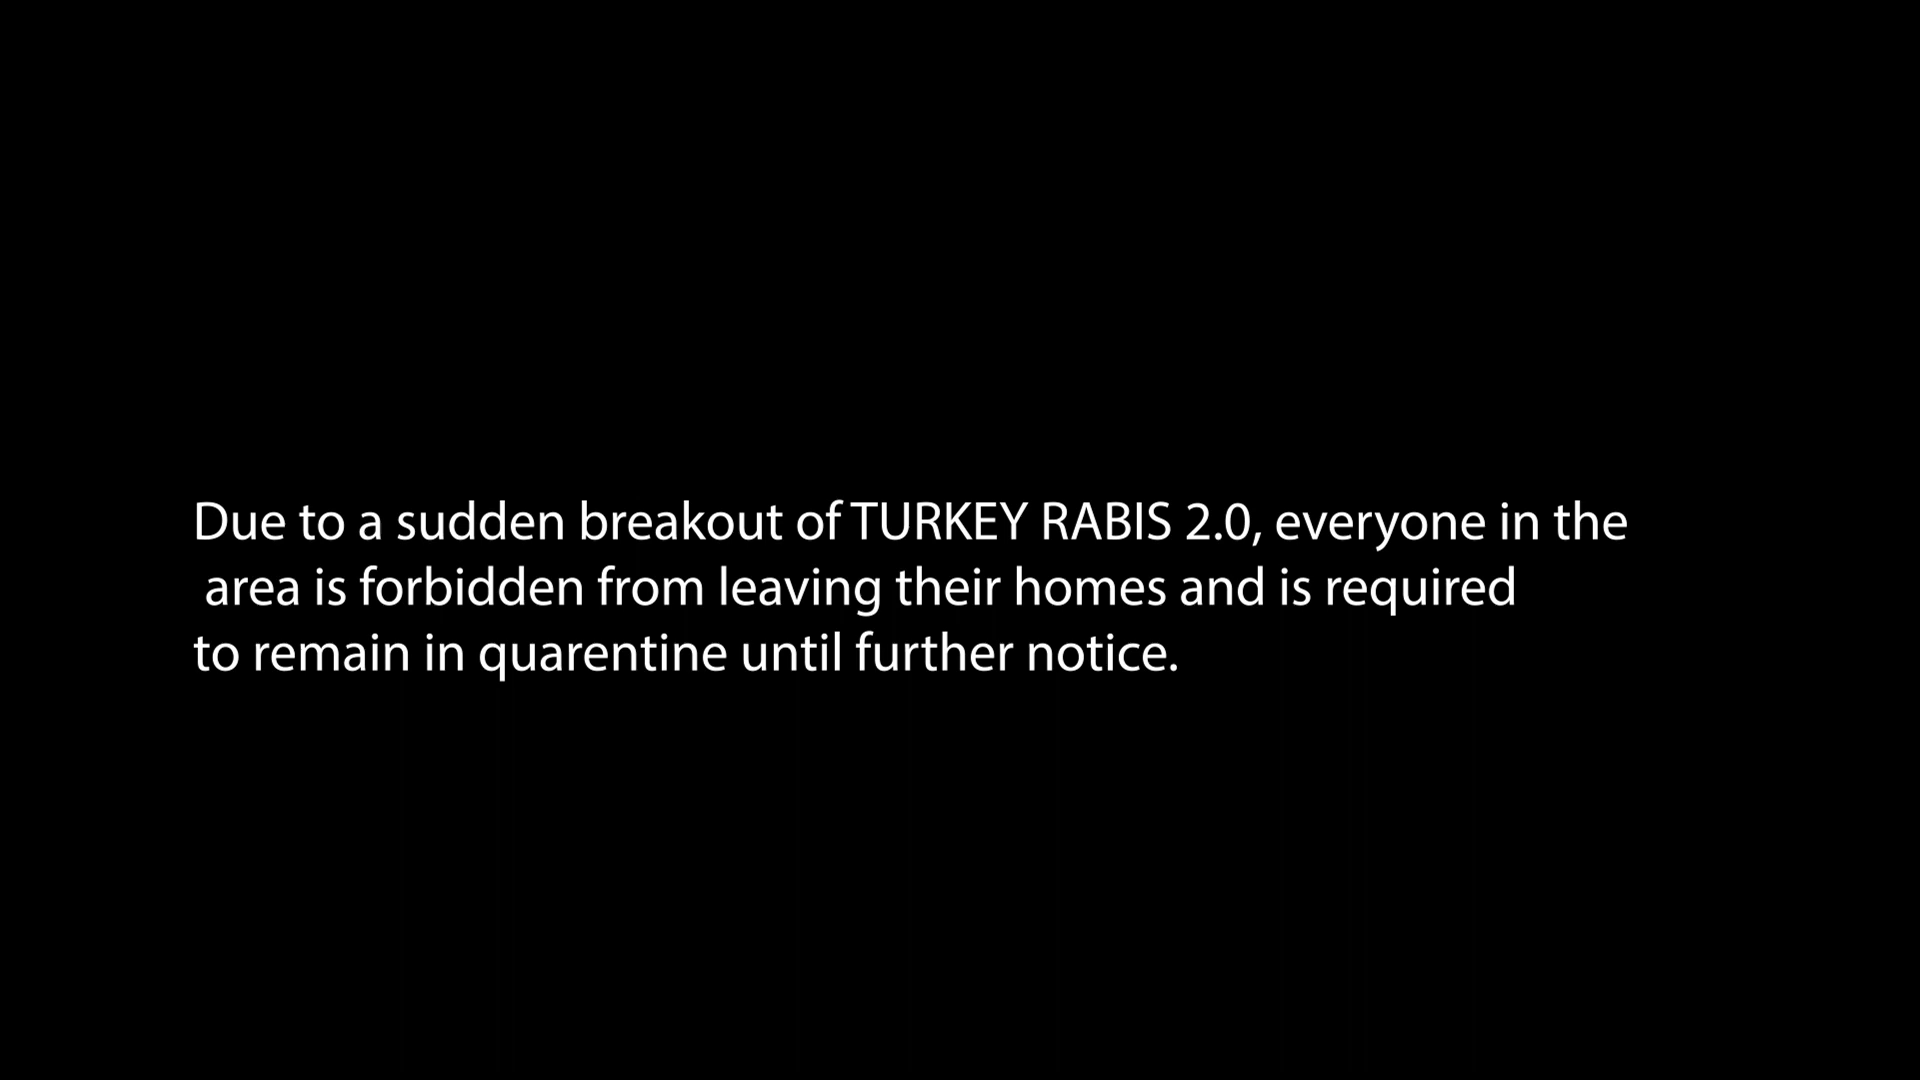 Due to a sudden breakout of TURKEY RABIS 2.0, everyone in the
area is forbidden from leaving their homes and is required
to remain in quarentine until further notice.